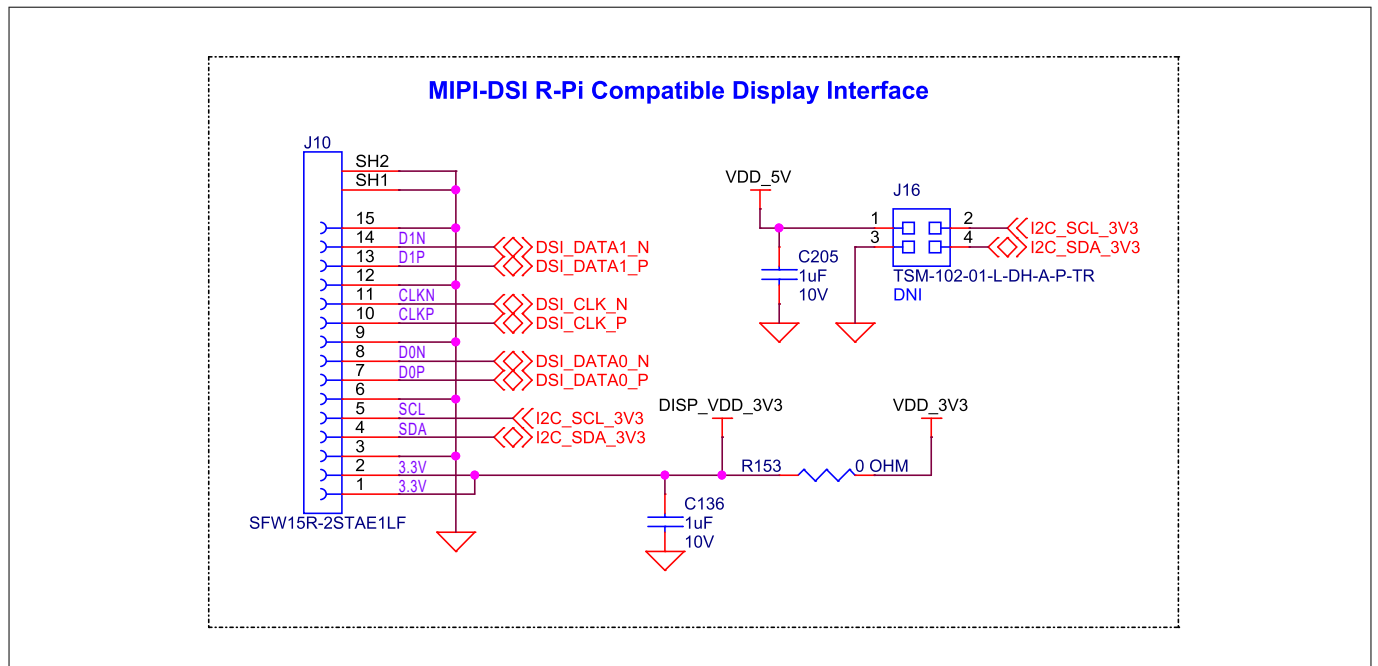 MIPI-DSI R-Pi Compatible Display Interface
J10
SH2
SH1
15
14 D1N DSI_DATA1_N
13 D1P DSI_DATA1_P
12
11 CLKN DSI_CLK_N
10 CLKP DSI_CLK_P
9
8 D0N DSI_DATA0_N
7 D0P DSI_DATA0_P
6
5 SCL I2C_SCL_3V3
4 SDA I2C_SDA_3V3
3
2 3.3V
1 3.3V
SFW15R-2STAE1LF
VDD_5V
J16
1 2 I2C_SCL_3V3
3 4 I2C_SDA_3V3
TSM-102-01-L-DH-A-P-TR
DNI
C205
1uF
10V
DISP_VDD_3V3
VDD_3V3
R153 0 OHM
C136
1uF
10V